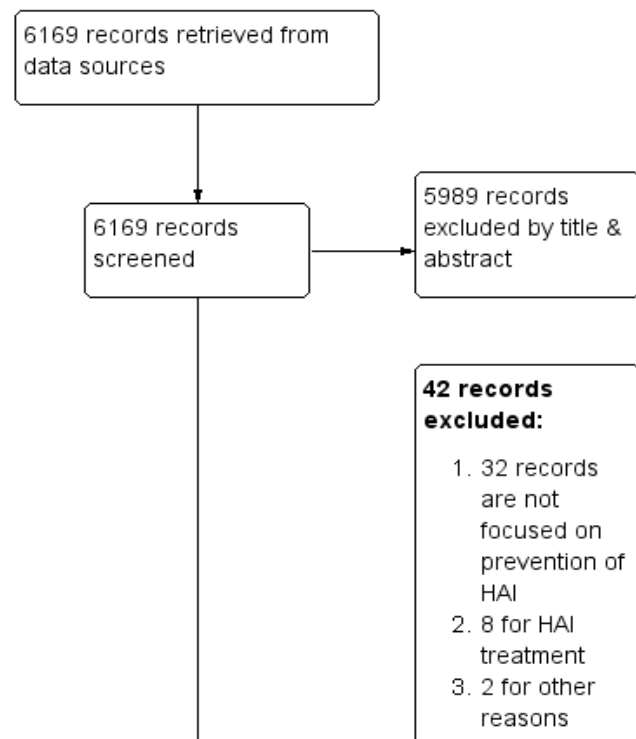 6169 records retrieved from
data sources
6169 records
screened
5989 records
excluded by title &
abstract
42 records
excluded:
1. 32 records
are not
focused on
prevention of
HAI
2. 8 for HAI
treatment
3. 2 for other
reasons